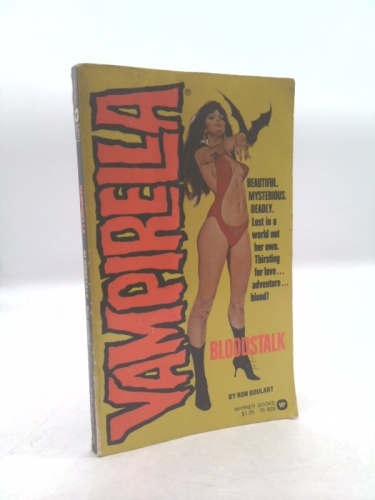 VAMPIRELLA®
BEAUTIFUL.
MYSTERIOUS.
DEADLY.
Lost in a
world not
her own.
Thirsting
for love...
adventure...
blood!
BLOODSTALK
BY RON GOULART
WARNER BOOKS